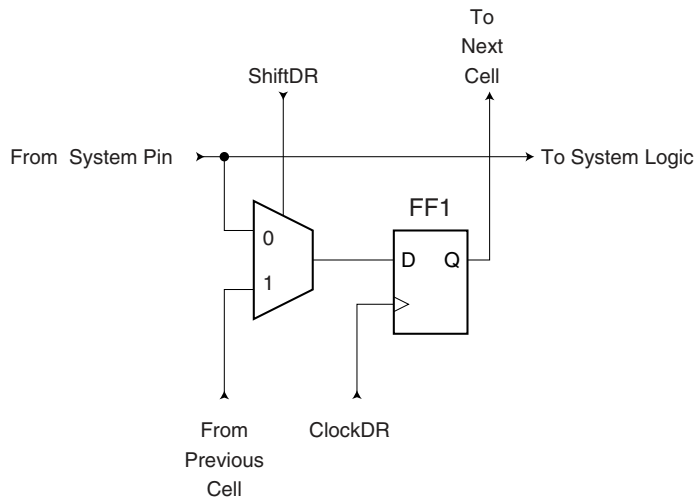 To
Next
Cell
ShiftDR
From System Pin
To System Logic
FF1
0
D Q
1
From
Previous
Cell
ClockDR